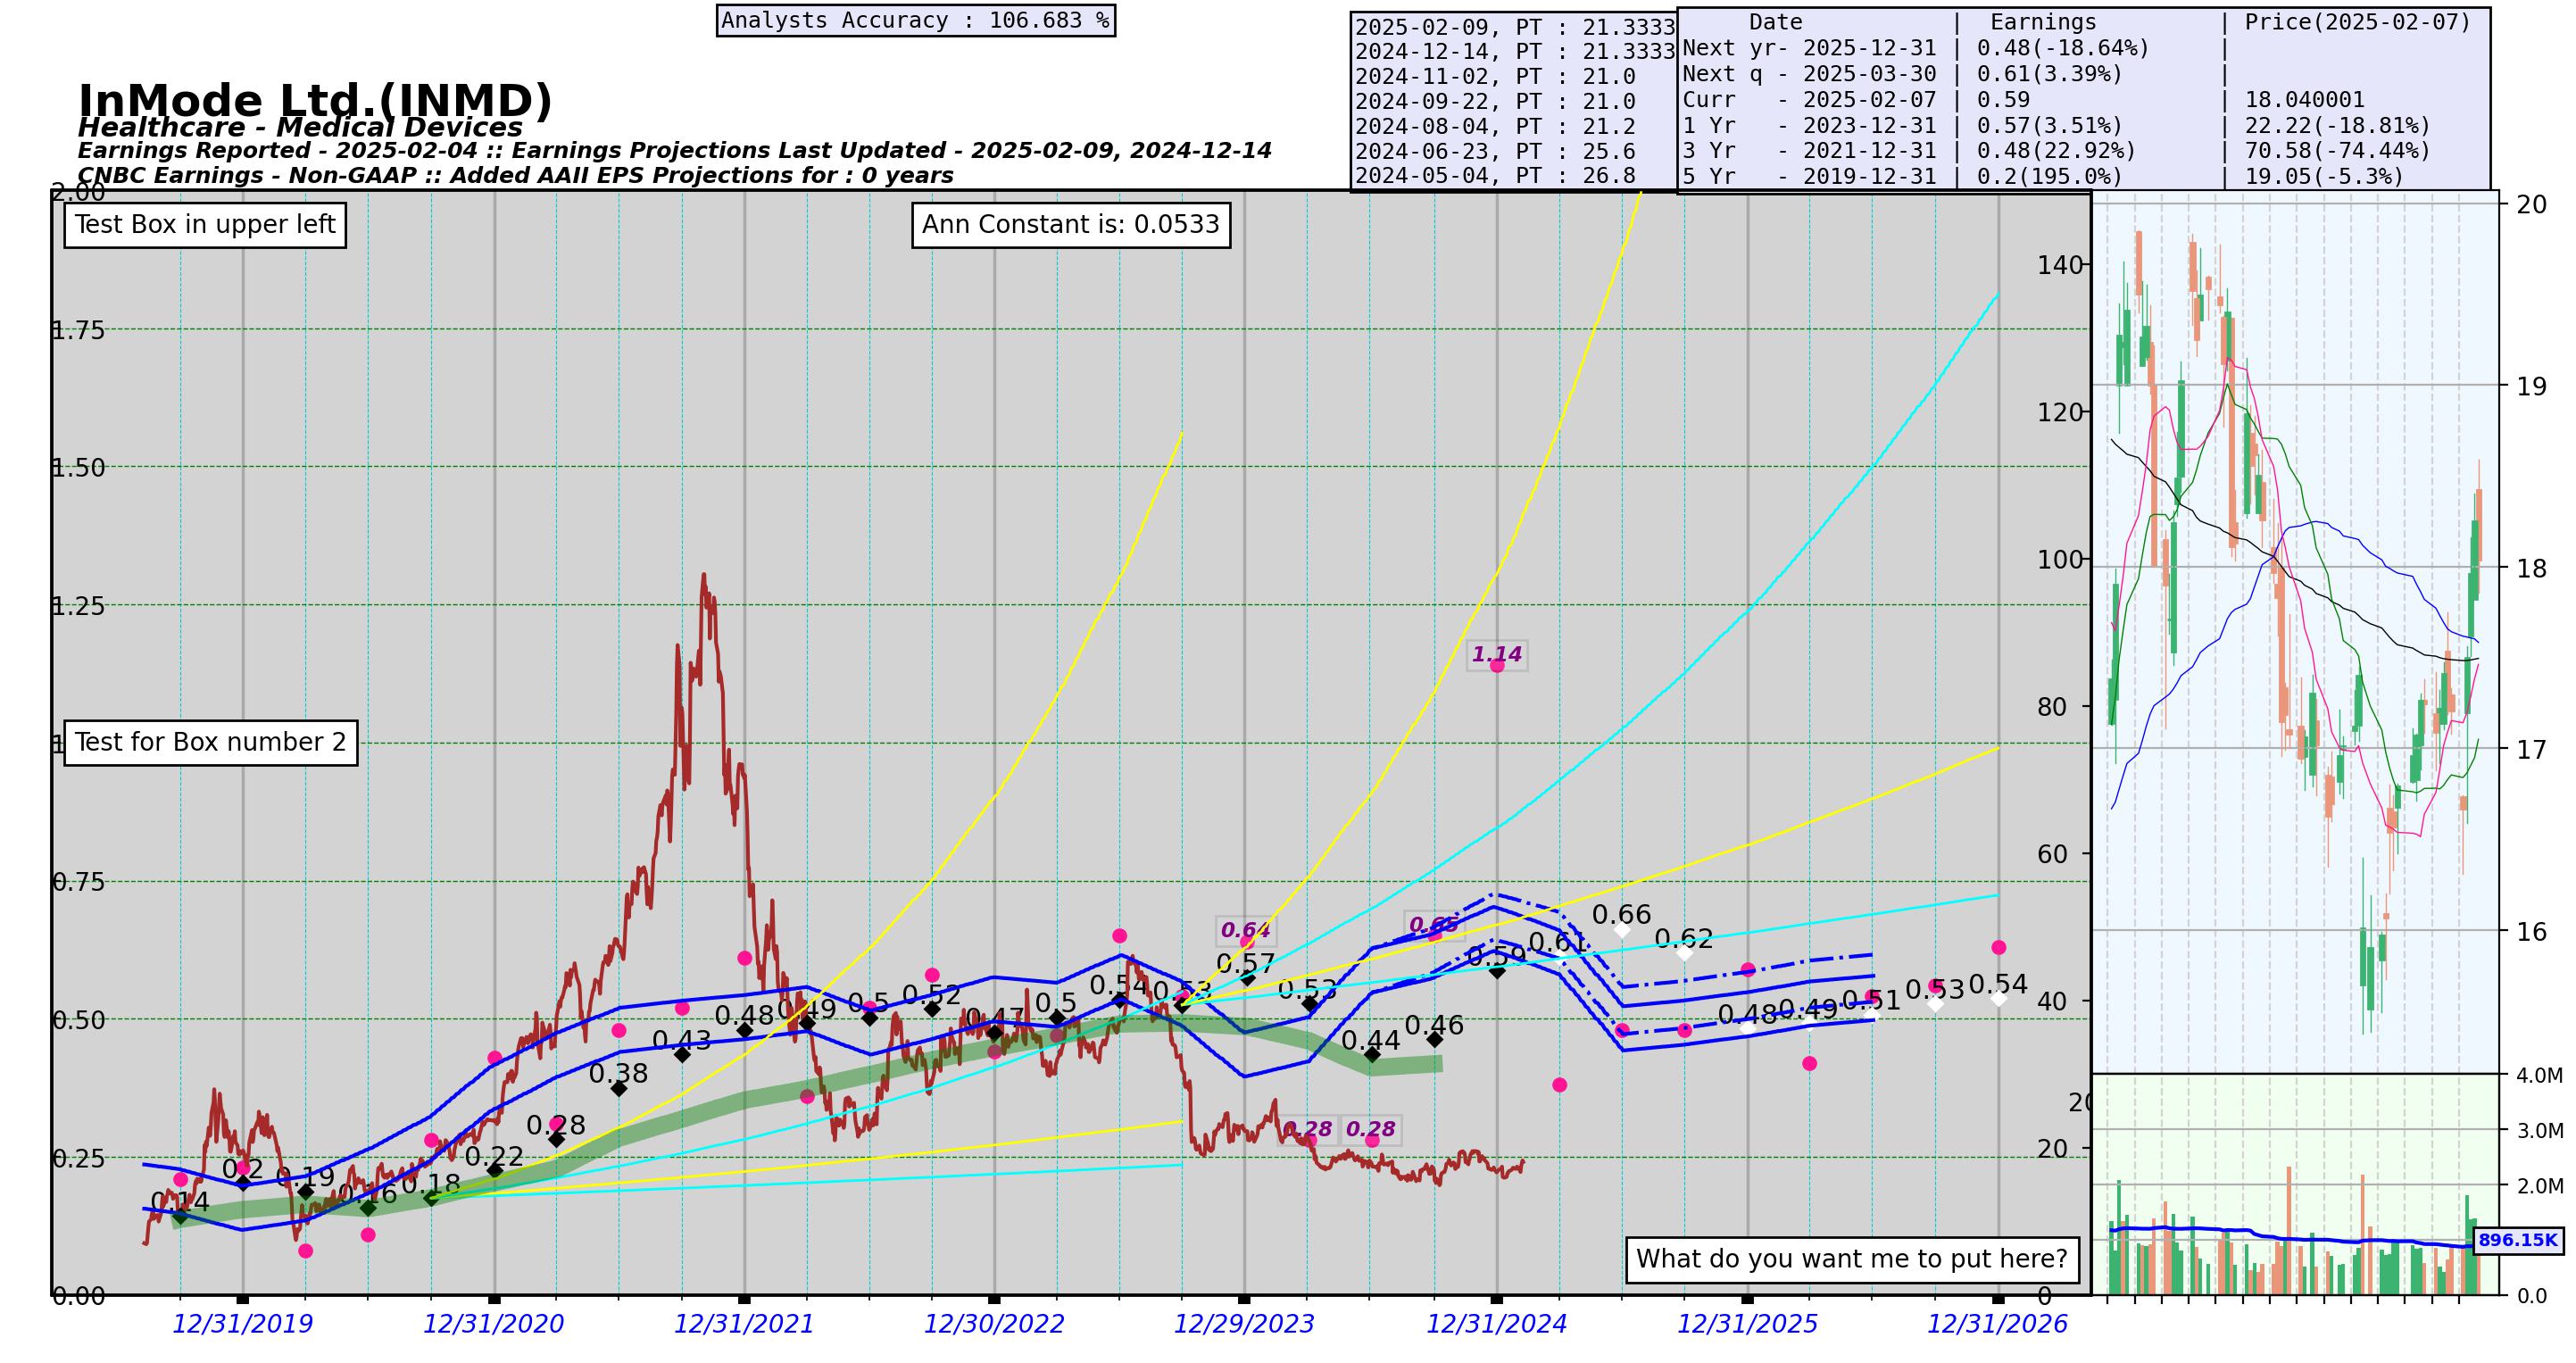 Analysts Accuracy : 106.683 %
2025-02-09, PT : 21.3333
2024-12-14, PT : 21.3333
2024-11-02, PT : 21.0
2024-09-22, PT : 21.0
2024-08-04, PT : 21.2
2024-06-23, PT : 25.6
2024-05-04, PT : 26.8
Date | Earnings | Price(2025-02-07)
Next yr- 2025-12-31 | 0.48(-18.64%) |
Next q - 2025-03-30 | 0.61(3.39%) |
Curr - 2025-02-07 | 0.59 | 18.040001
1 Yr - 2023-12-31 | 0.57(3.51%) | 22.22(-18.81%)
3 Yr - 2021-12-31 | 0.48(22.92%) | 70.58(-74.44%)
5 Yr - 2019-12-31 | 0.2(195.0%) | 19.05(-5.3%)
InMode Ltd.(INMD)
Healthcare - Medical Devices
Earnings Reported - 2025-02-04 :: Earnings Projections Last Updated - 2025-02-09, 2024-12-14
CNBC Earnings - Non-GAAP :: Added AAII EPS Projections for : 0 years
2.00
1.75
1.50
1.25
0.75
0.50
0.25
0.00
Test Box in upper left
Ann Constant is: 0.0533
Test for Box number 2
What do you want me to put here?
0.14
0.2
0.19
0.16
0.18
0.22
0.28
0.38
0.43
0.48
0.49
0.5
0.52
0.47
0.5
0.54
0.53
0.57
0.53
0.44
0.46
0.59
0.61
0.66
0.62
0.48
0.49
0.51
0.53
0.54
0.64
0.28
0.28
0.65
1.14
140
120
100
80
60
40
20
0
20
19
18
17
16
4.0M
3.0M
2.0M
896.15K
0.0
12/31/2019
12/31/2020
12/31/2021
12/30/2022
12/29/2023
12/31/2024
12/31/2025
12/31/2026